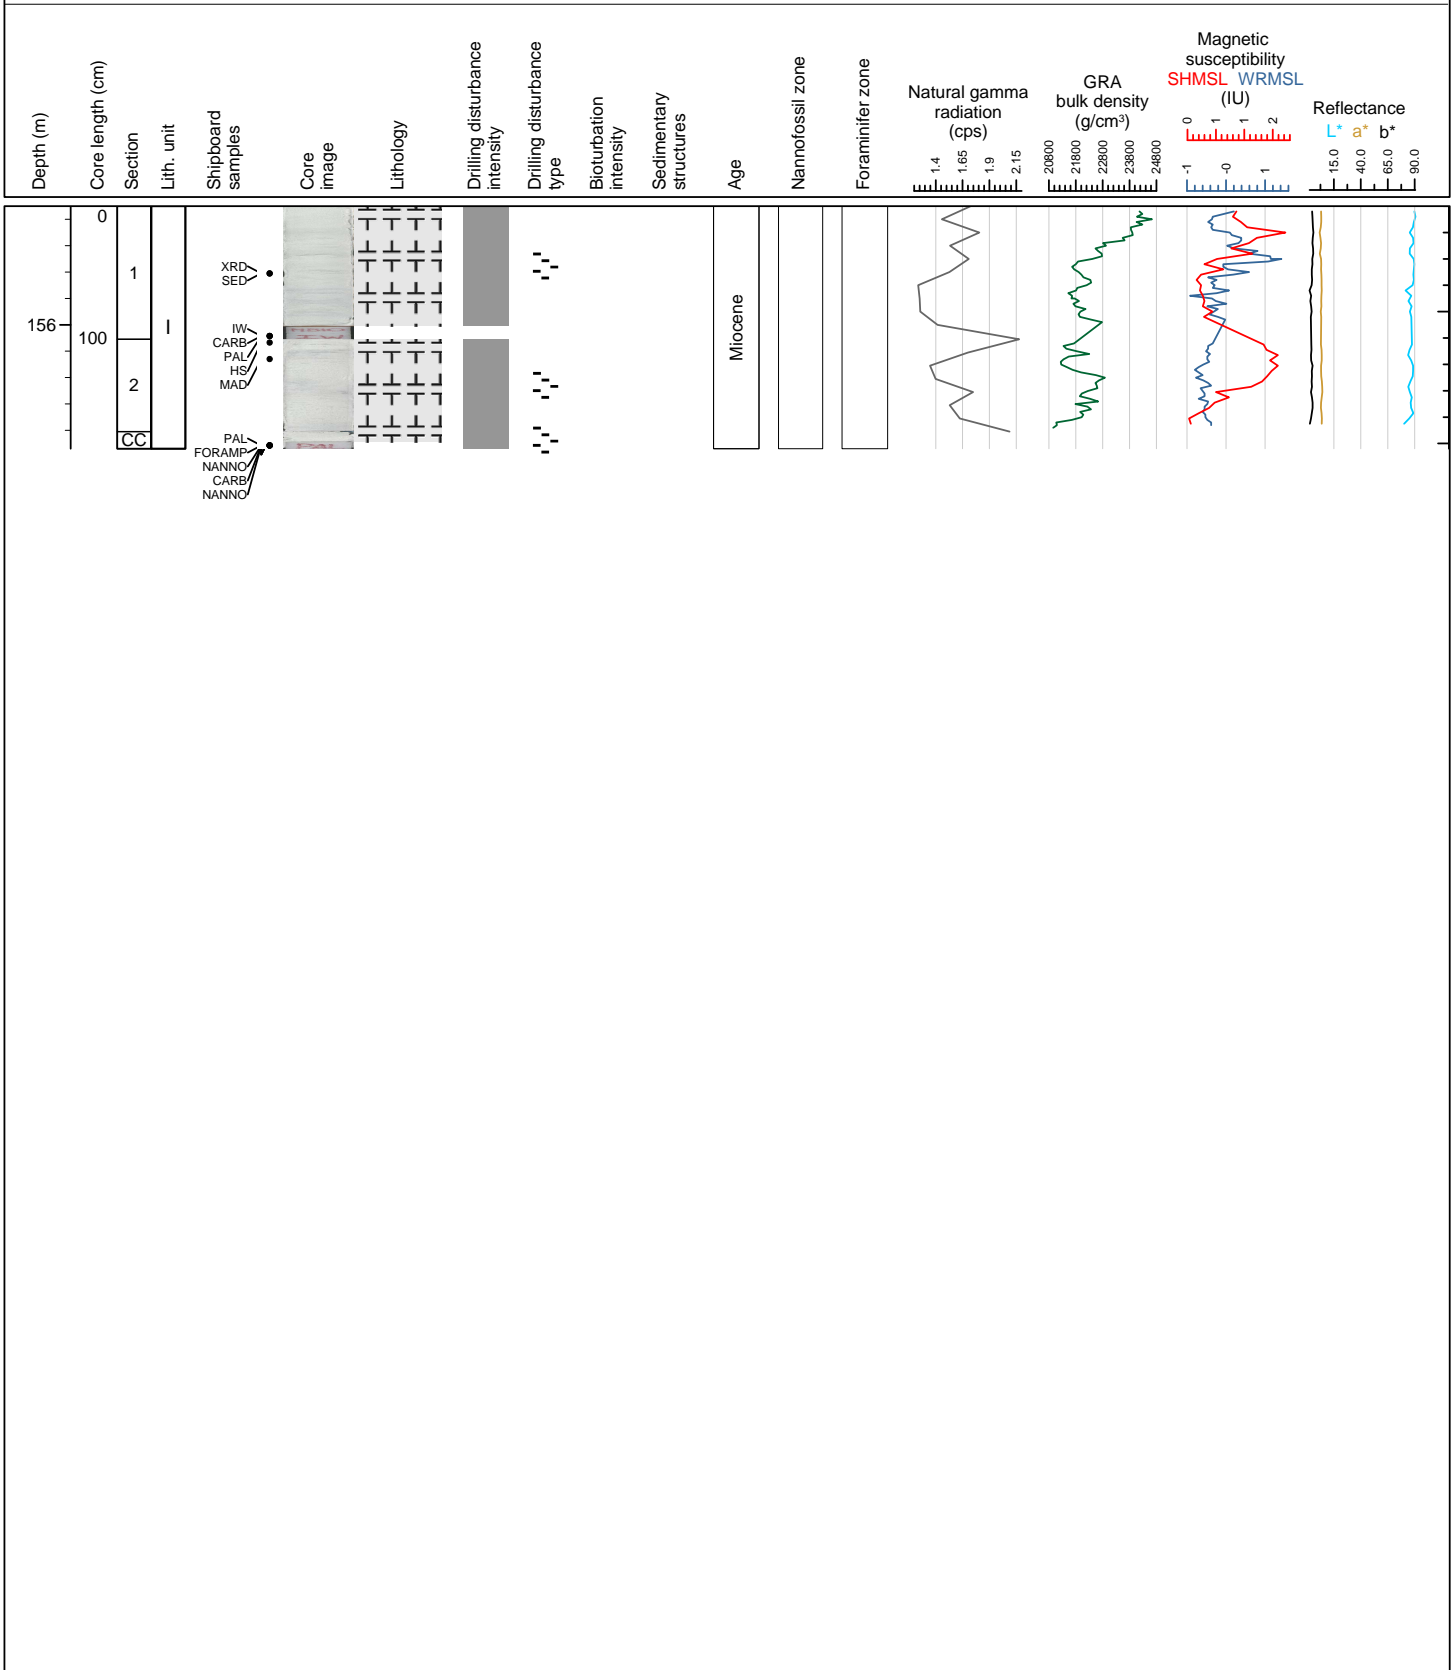 Depth (m)
Core length (cm)
Section
Lith. unit
Shipboard
samples
Core
image
Lithology
Drilling disturbance
intensity
Drilling disturbance
type
Bioturbation
intensity
Sedimentary
structures
Age
Nannofossil zone
Foraminifer zone
Natural gamma
radiation
(cps)
1.4 1.65 1.9 2.15
GRA
bulk density
(g/cm³)
20800 21800 22800 23800 24800
Magnetic
susceptibility
SHMSL WRMSL
(IU)
0 1 1 2
-1 -0 1
Reflectance
L* a* b*
15.0 40.0 65.0 90.0
0
1
XRD
SED
I
156
100
IW
CARB
PAL
HS
MAD
2
Miocene
CC
PAL
FORAMP
NANNO
CARB
NANNO